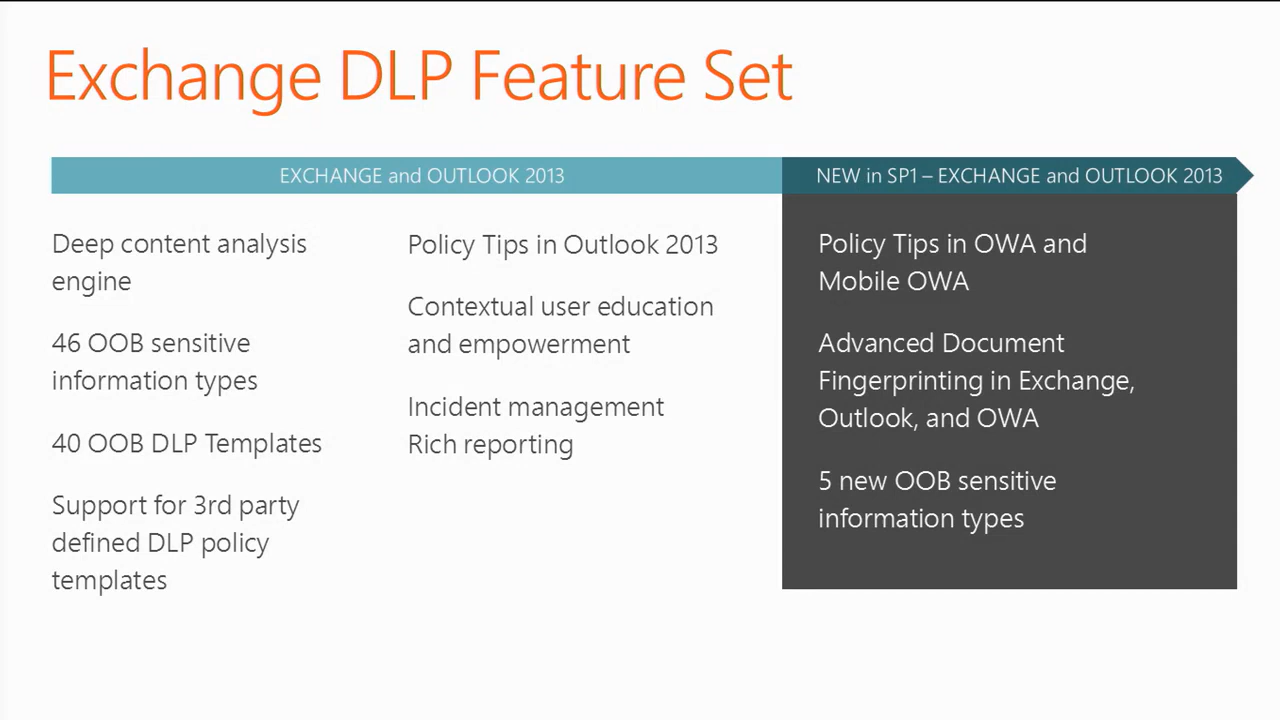 Exchange DLP Feature Set
EXCHANGE and OUTLOOK 2013
NEW in SP1 – EXCHANGE and OUTLOOK 2013
Deep content analysis
engine
46 OOB sensitive
information types
40 OOB DLP Templates
Support for 3rd party
defined DLP policy
templates
Policy Tips in Outlook 2013
Contextual user education
and empowerment
Incident management
Rich reporting
Policy Tips in OWA and
Mobile OWA
Advanced Document
Fingerprinting in Exchange,
Outlook, and OWA
5 new OOB sensitive
information types